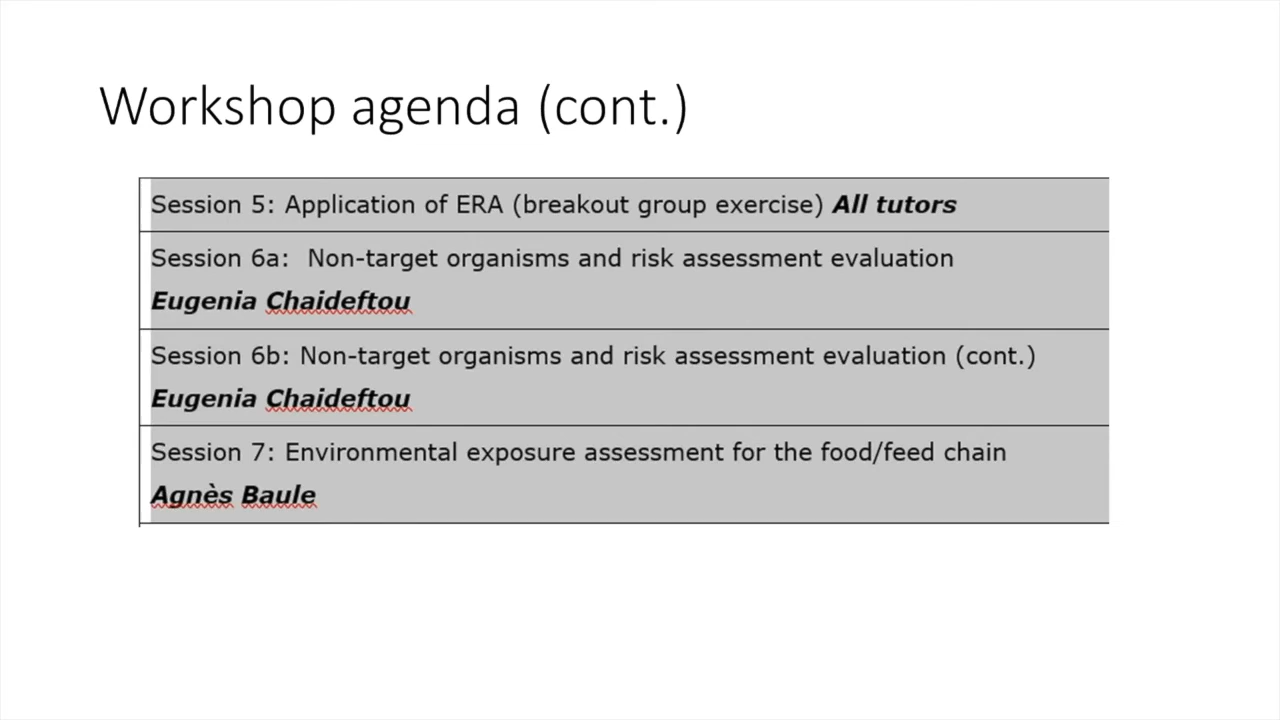 Workshop agenda (cont.)
Session 5: Application of ERA (breakout group exercise) All tutors
Session 6a:  Non-target organisms and risk assessment evaluation
Eugenia Chaideftou
Session 6b: Non-target organisms and risk assessment evaluation (cont.)
Eugenia Chaideftou
Session 7: Environmental exposure assessment for the food/feed chain
Agnès Baule